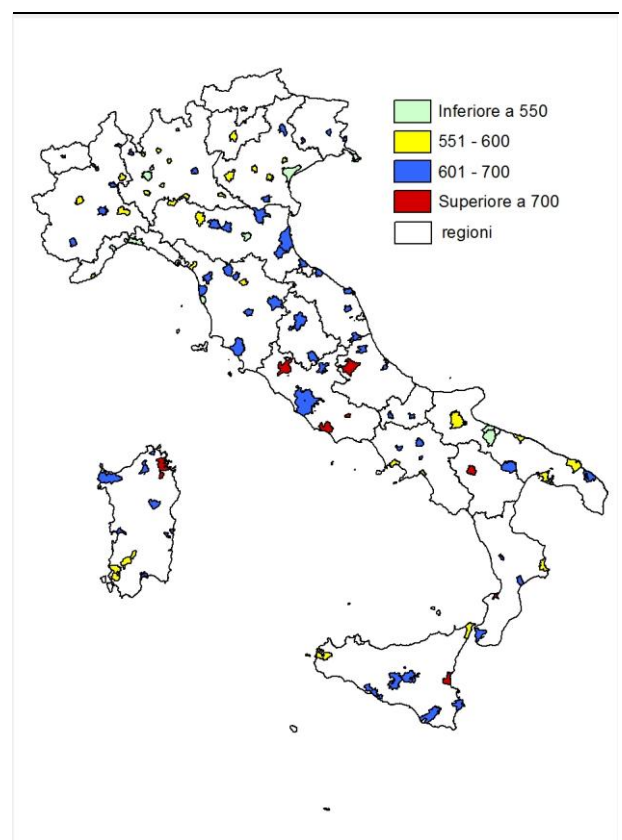 Inferiore a 550
551 - 600
601 - 700
Superiore a 700
regioni